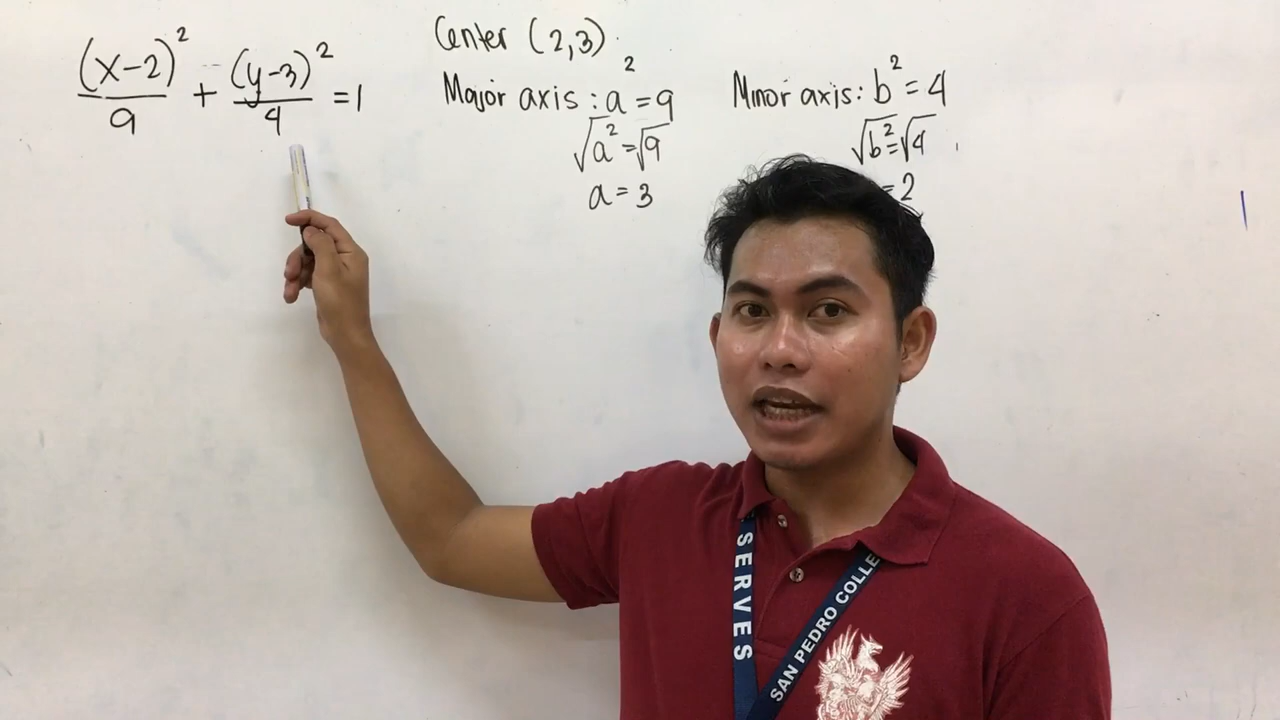 (x-2)² / 9 + (y-3)² / 4 = 1
Center (2,3).
Major axis : a² = 9
√a² = √9
a = 3
Minor axis: b² = 4
√b² = √4
= 2
SERVES
SAN PEDRO COLLE